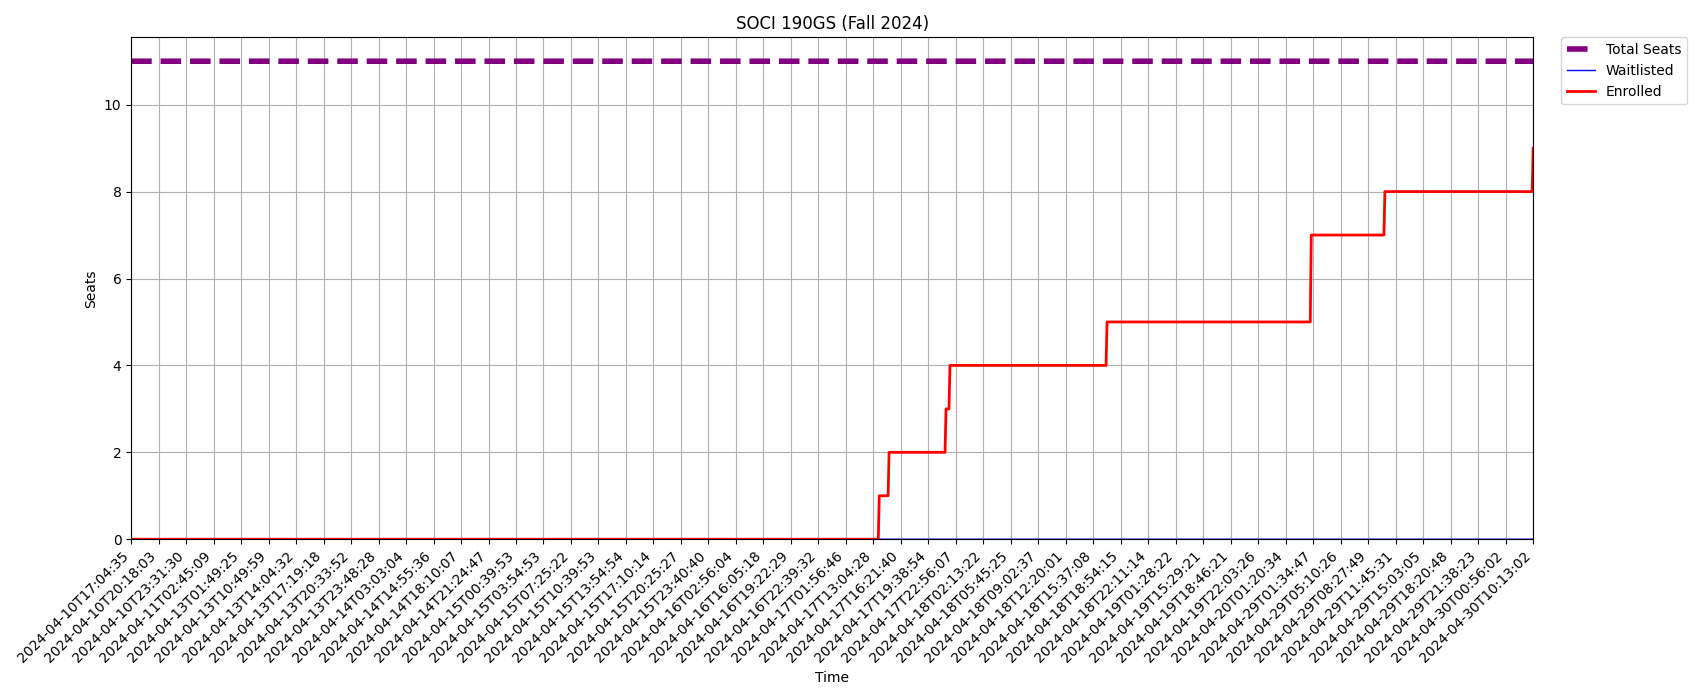 SOCI 190GS (Fall 2024)
Total Seats
Waitlisted
Enrolled
Seats
10
8
6
4
2
0
2024-04-10T17:04:35
2024-04-10T20:18:03
2024-04-10T23:31:30
2024-04-11T02:45:09
2024-04-13T01:49:25
2024-04-13T10:49:59
2024-04-13T14:04:32
2024-04-13T17:19:18
2024-04-13T20:33:52
2024-04-13T23:48:28
2024-04-14T03:03:04
2024-04-14T14:55:36
2024-04-14T18:10:07
2024-04-14T21:24:47
2024-04-15T00:39:53
2024-04-15T03:54:53
2024-04-15T07:25:22
2024-04-15T10:39:53
2024-04-15T13:54:54
2024-04-15T17:10:14
2024-04-15T20:25:27
2024-04-15T23:40:40
2024-04-16T02:56:04
2024-04-16T16:05:18
2024-04-16T19:22:29
2024-04-16T22:39:32
2024-04-17T01:56:46
2024-04-17T13:04:28
2024-04-17T16:21:40
2024-04-17T19:38:54
2024-04-17T22:56:07
2024-04-18T02:13:22
2024-04-18T05:45:25
2024-04-18T09:02:37
2024-04-18T12:20:01
2024-04-18T15:37:08
2024-04-18T18:54:15
2024-04-18T22:11:14
2024-04-19T01:28:22
2024-04-19T15:29:21
2024-04-19T18:46:21
2024-04-19T22:03:26
2024-04-20T01:20:34
2024-04-29T01:34:47
2024-04-29T05:10:26
2024-04-29T08:27:49
2024-04-29T11:45:31
2024-04-29T15:03:05
2024-04-29T18:20:48
2024-04-29T21:38:23
2024-04-30T00:56:02
2024-04-30T10:13:02
Time